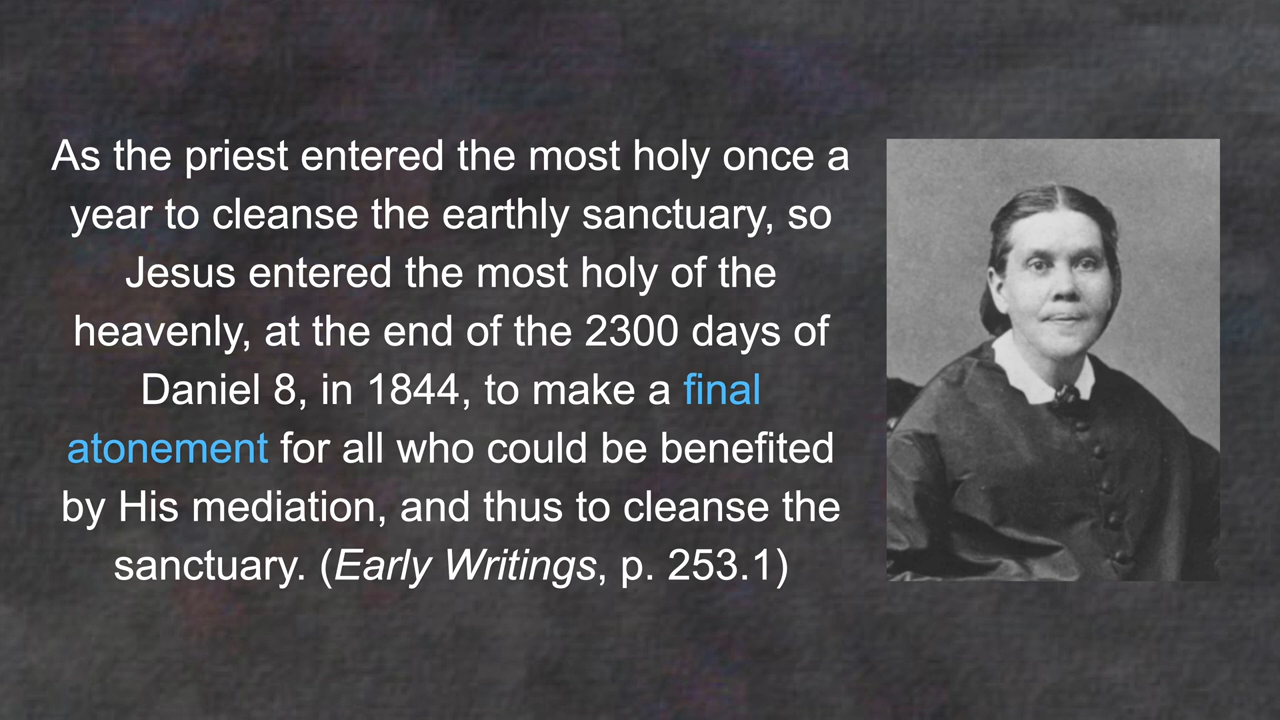 As the priest entered the most holy once a
year to cleanse the earthly sanctuary, so
Jesus entered the most holy of the
heavenly, at the end of the 2300 days of
Daniel 8, in 1844, to make a final
atonement for all who could be benefited
by His mediation, and thus to cleanse the
sanctuary. (Early Writings, p. 253.1)